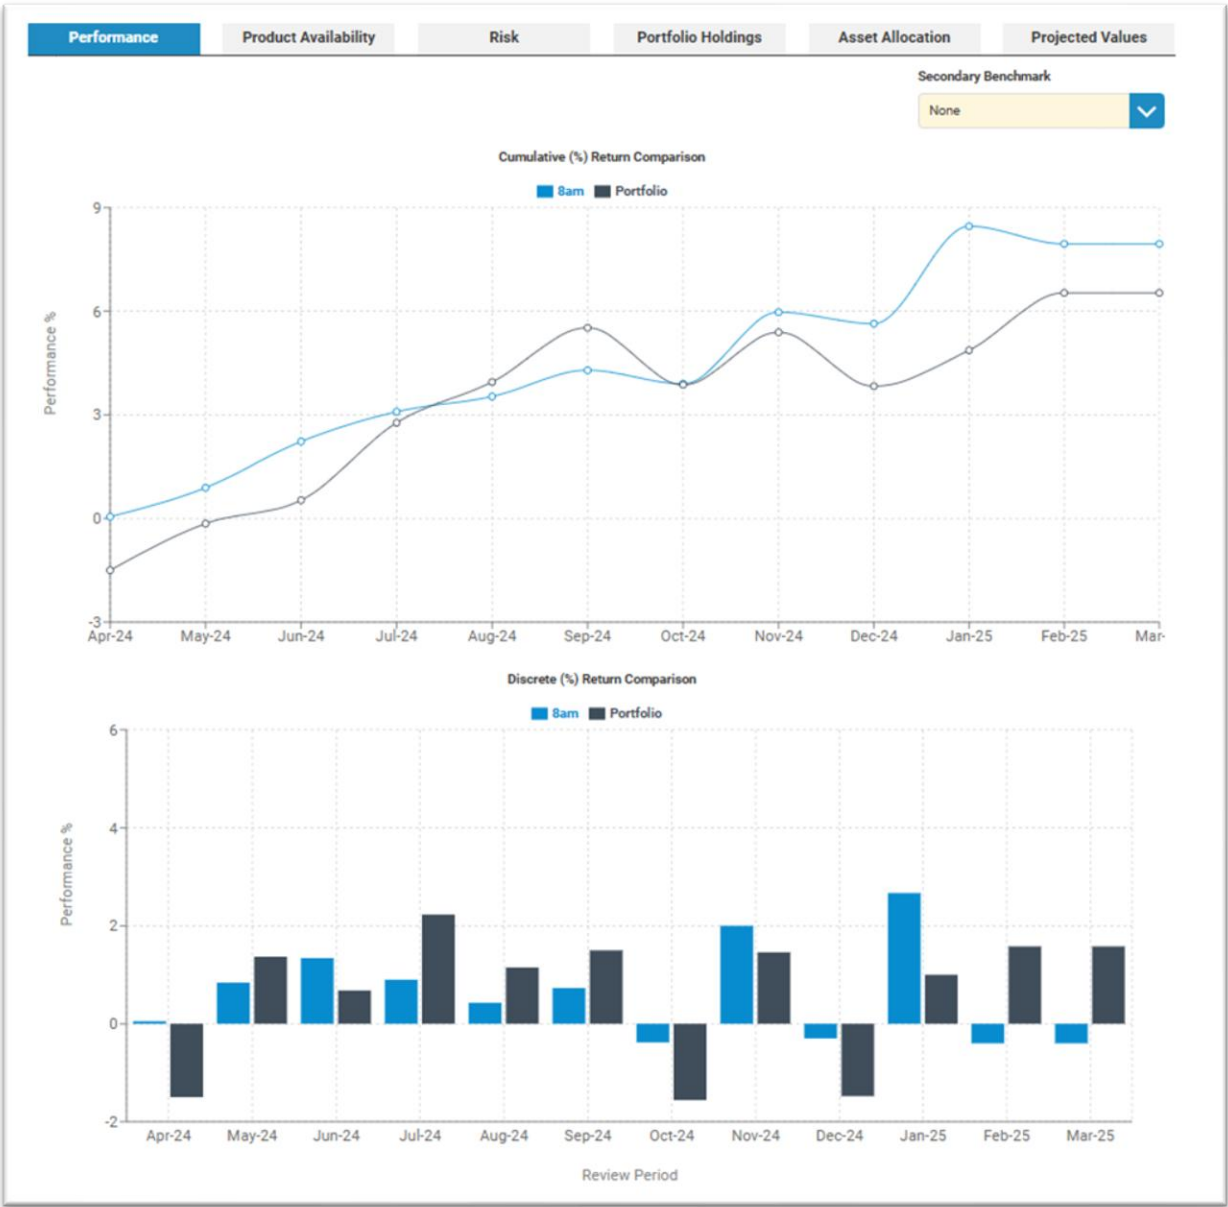 Performance Product Availability Risk Portfolio Holdings Asset Allocation Projected Values
Secondary Benchmark
None
Cumulative (%) Return Comparison
8am Portfolio
9
6
3
0
-3
Performance %
Apr-24 May-24 Jun-24 Jul-24 Aug-24 Sep-24 Oct-24 Nov-24 Dec-24 Jan-25 Feb-25 Mar-
Discrete (%) Return Comparison
8am Portfolio
6
4
2
0
-2
Performance %
Apr-24 May-24 Jun-24 Jul-24 Aug-24 Sep-24 Oct-24 Nov-24 Dec-24 Jan-25 Feb-25 Mar-25
Review Period